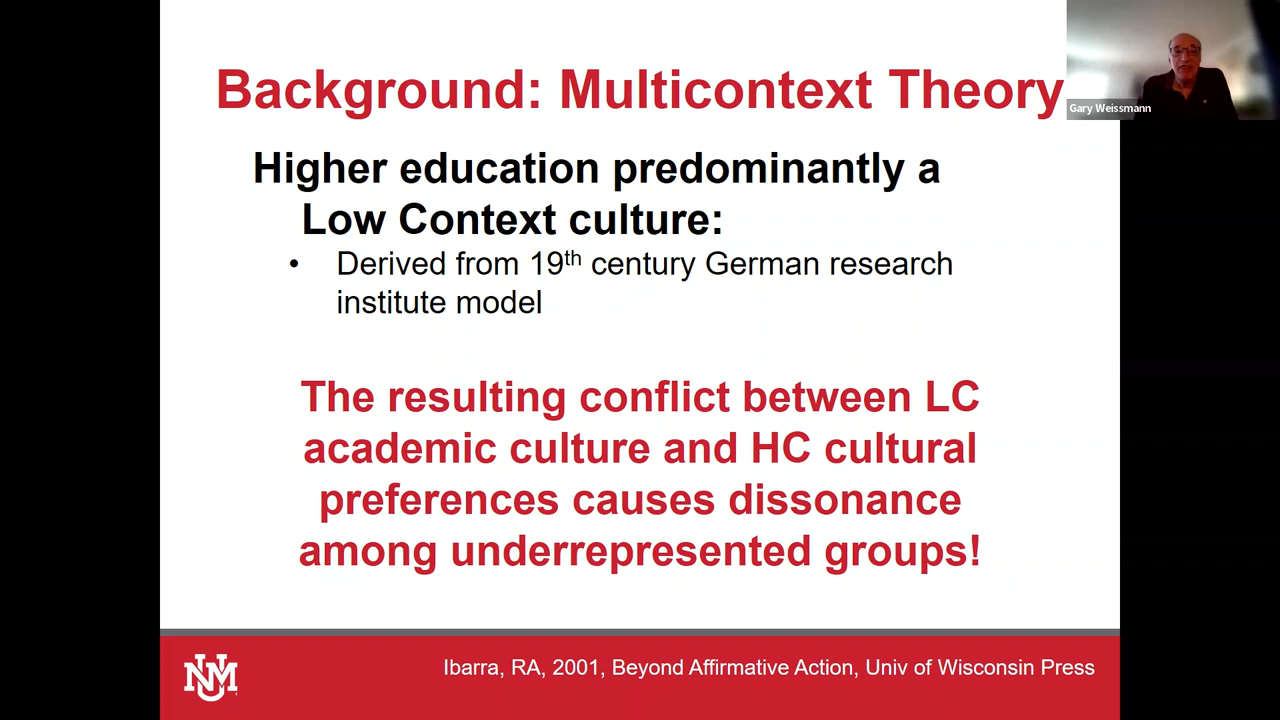 Background: Multicontext Theory
Gary Weissmann
Higher education predominantly a
Low Context culture:
• Derived from 19th century German research
institute model
The resulting conflict between LC
academic culture and HC cultural
preferences causes dissonance
among underrepresented groups!
UNM
Ibarra, RA, 2001, Beyond Affirmative Action, Univ of Wisconsin Press